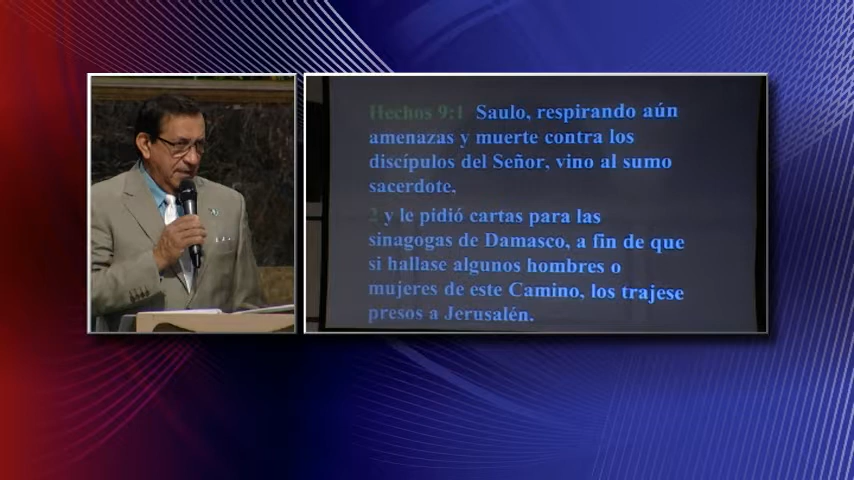 Hechos 9:1 Saulo, respirando aún
amenazas y muerte contra los
discípulos del Señor, vino al sumo
sacerdote,
2 y le pidió cartas para las
sinagogas de Damasco, a fin de que
si hallase algunos hombres o
mujeres de este Camino, los trajese
presos a Jerusalén.